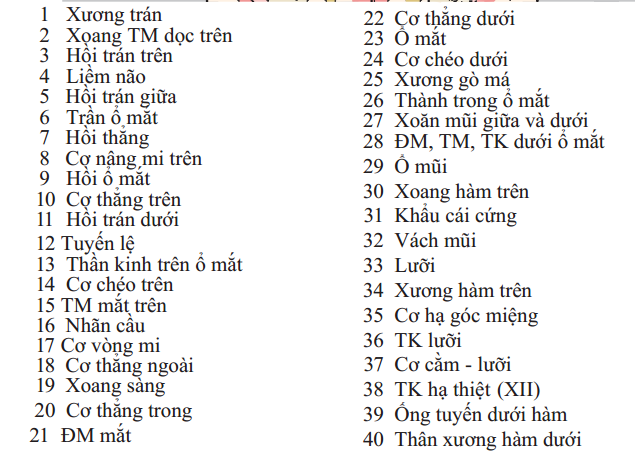 1 Xương trán
2 Xoang TM dọc trên
3 Hồi trán trên
4 Liềm não
5 Hồi trán giữa
6 Trần ổ mắt
7 Hồi thẳng
8 Cơ nâng mi trên
9 Hồi ổ mắt
10 Cơ thẳng trên
11 Hồi trán dưới
12 Tuyến lệ
13 Thần kinh trên ổ mắt
14 Cơ chéo trên
15 TM mắt trên
16 Nhãn cầu
17 Cơ vòng mi
18 Cơ thẳng ngoài
19 Xoang sàng
20 Cơ thẳng trong
21 ĐM mắt
22 Cơ thẳng dưới
23 Ổ mắt
24 Cơ chéo dưới
25 Xương gò má
26 Thành trong ổ mắt
27 Xoăn mũi giữa và dưới
28 ĐM, TM, TK dưới ổ mắt
29 Ổ mũi
30 Xoang hàm trên
31 Khẩu cái cứng
32 Vách mũi
33 Lưỡi
34 Xương hàm trên
35 Cơ hạ góc miệng
36 TK lưỡi
37 Cơ cằm - lưỡi
38 TK hạ thiệt (XII)
39 Ống tuyến dưới hàm
40 Thân xương hàm dưới